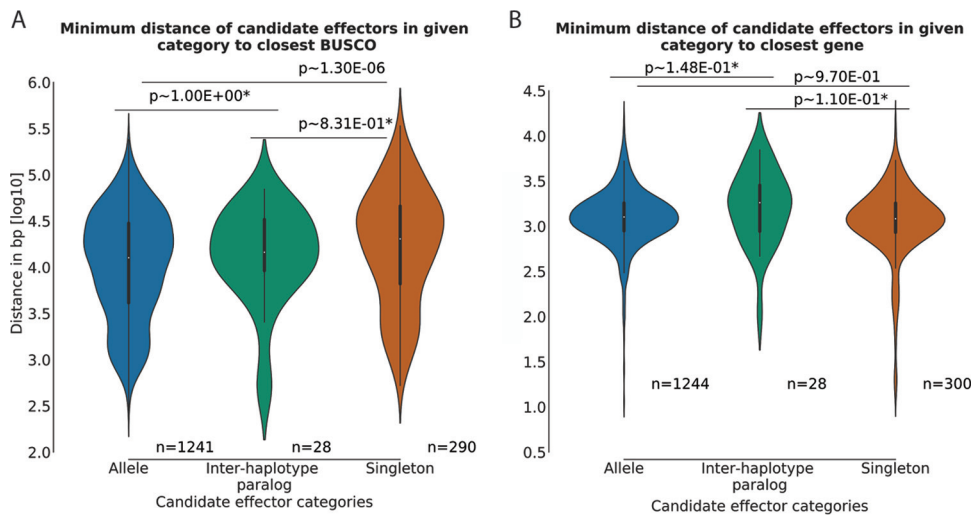 A
Minimum distance of candidate effectors in given
category to closest BUSCO
p~1.30E-06
p~1.00E+00*
p~8.31E-01*
Distance in bp [log10]
6.0
5.5
5.0
4.5
4.0
3.5
3.0
2.5
2.0
n=1241
n=28
n=290
Allele
Inter-haplotype
paralog
Singleton
Candidate effector categories
B
Minimum distance of candidate effectors in given
category to closest gene
p~1.48E-01*
p~9.70E-01
p~1.10E-01*
4.5
4.0
3.5
3.0
2.5
2.0
1.5
1.0
0.5
n=1244
n=28
n=300
Allele
Inter-haplotype
paralog
Singleton
Candidate effector categories